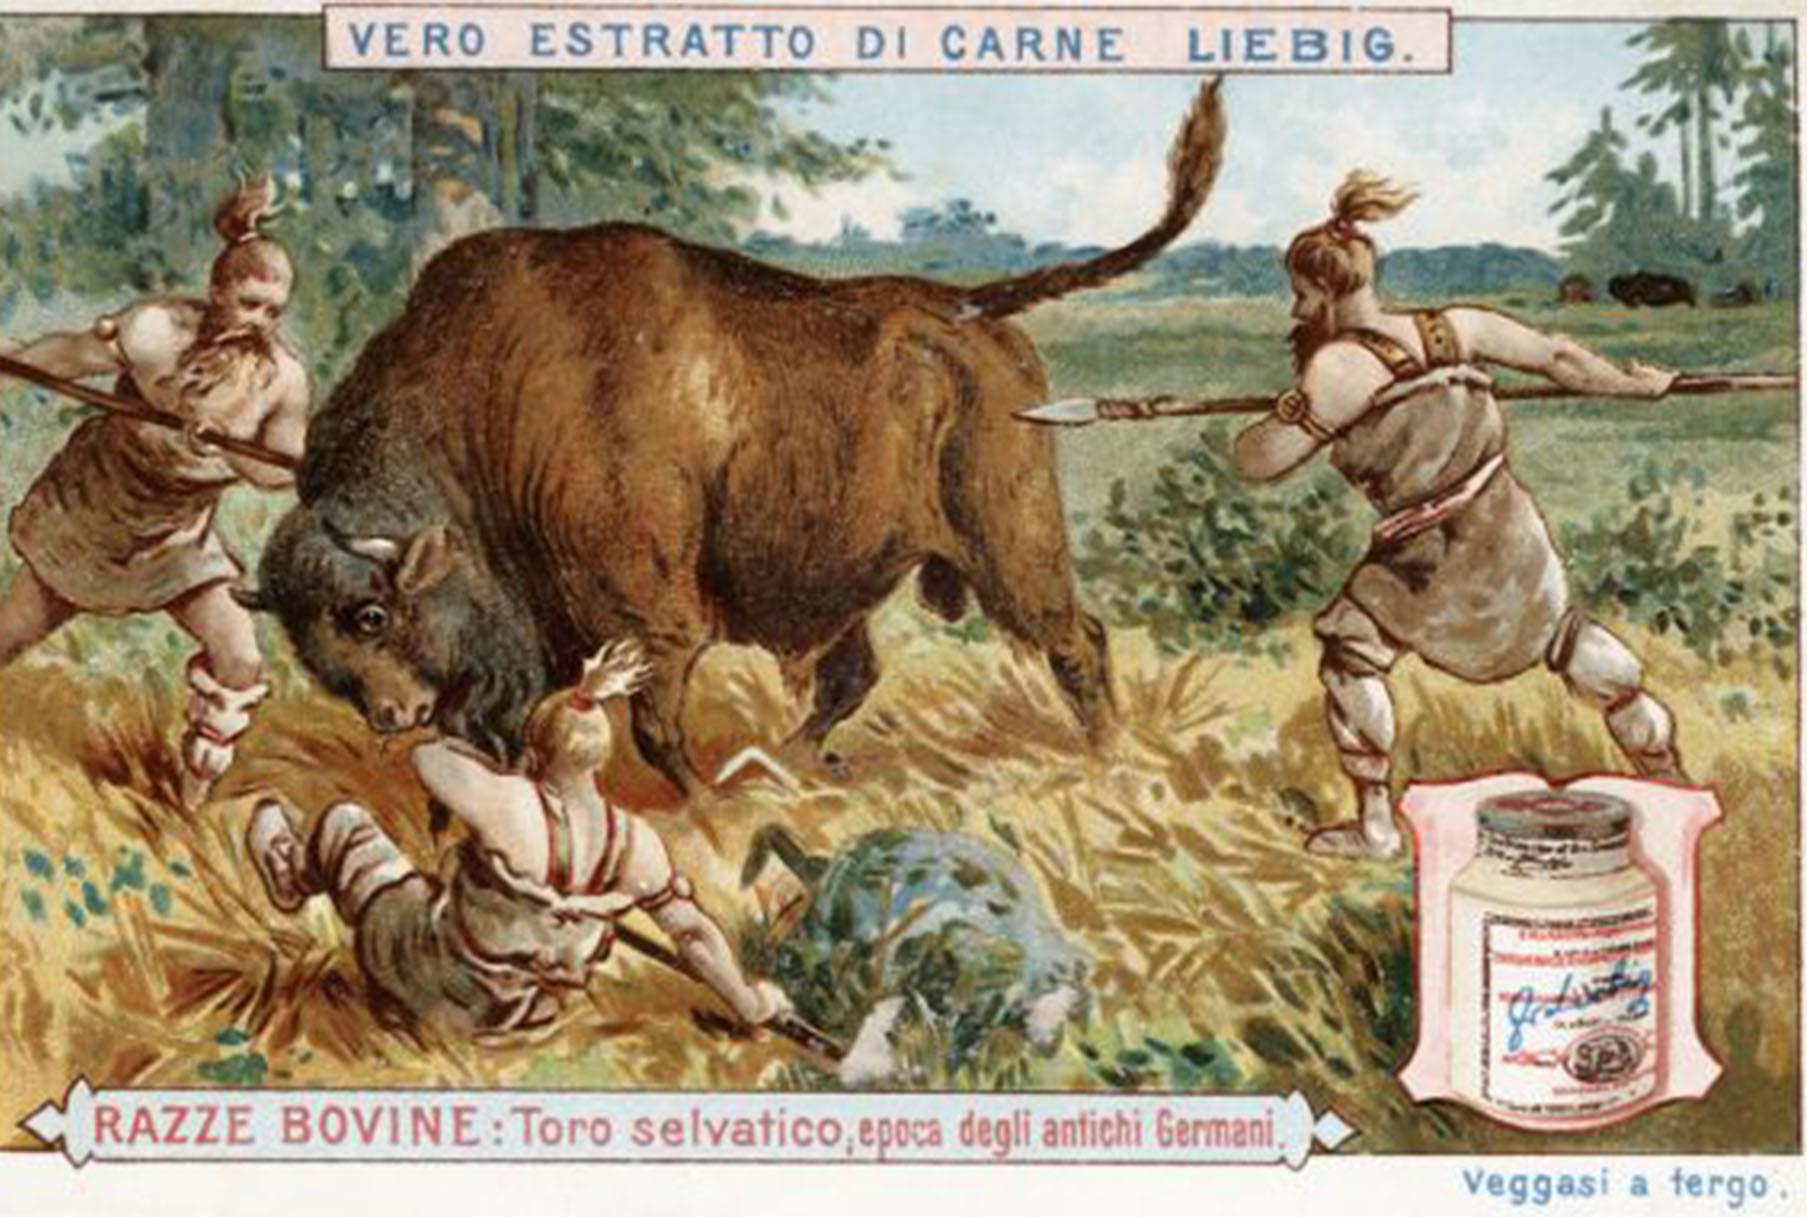 VERO ESTRATTO DI CARNE LIEBIG.
RAZZE BOVINE: Toro selvatico, epoca degli antichi Germani.
Veggasi a tergo.